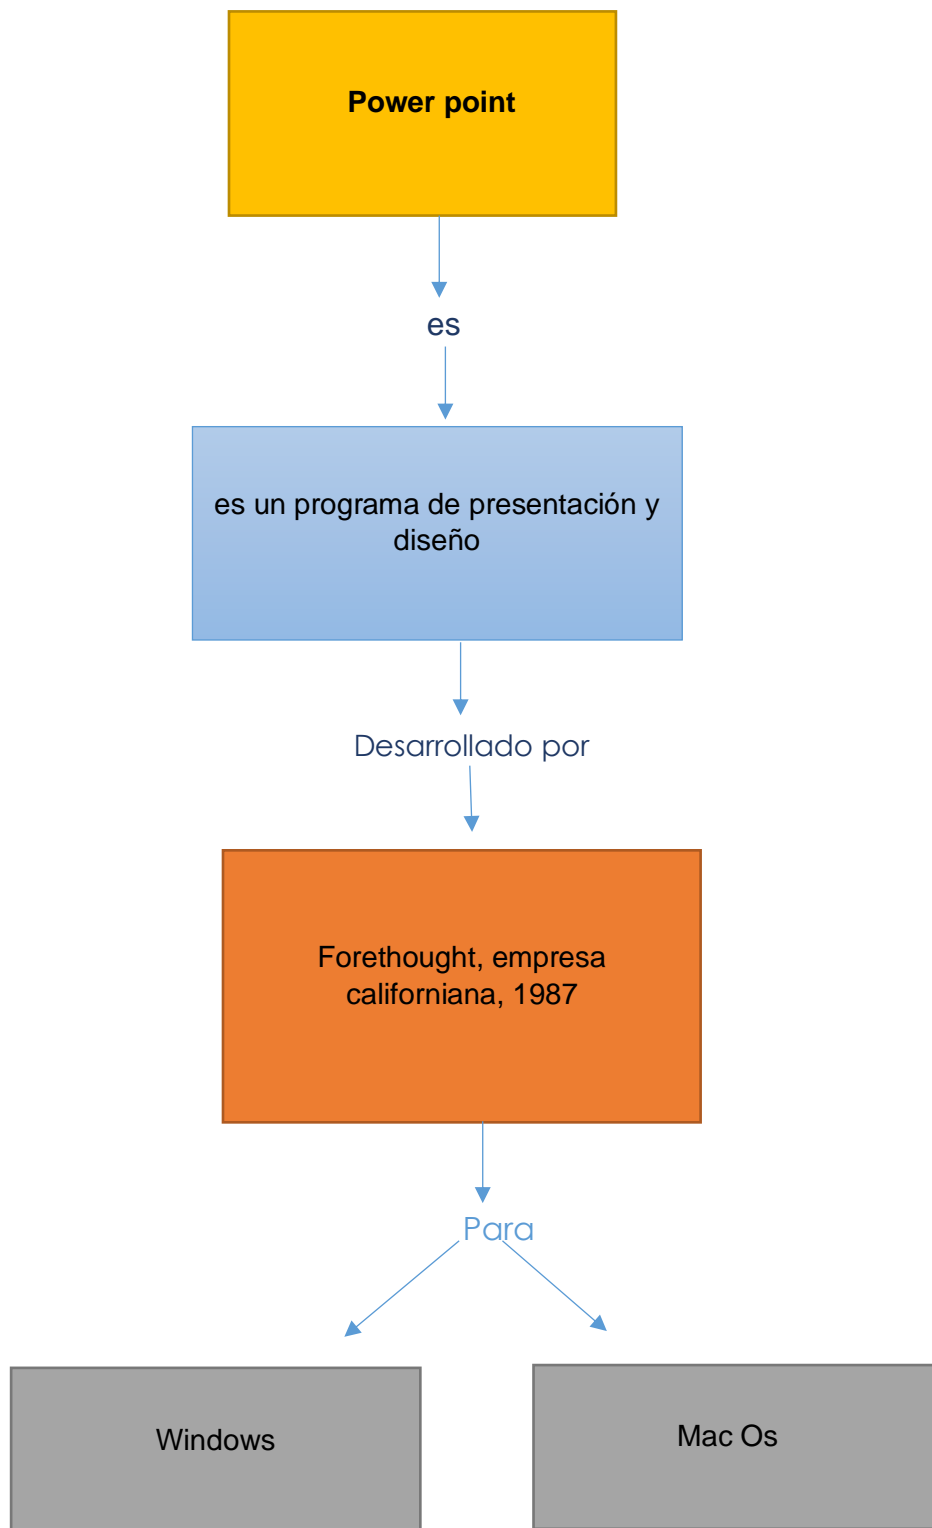 Power point
es
es un programa de presentación y
diseño
Desarrollado por
Forethought, empresa
californiana, 1987
Para
Windows
Mac Os